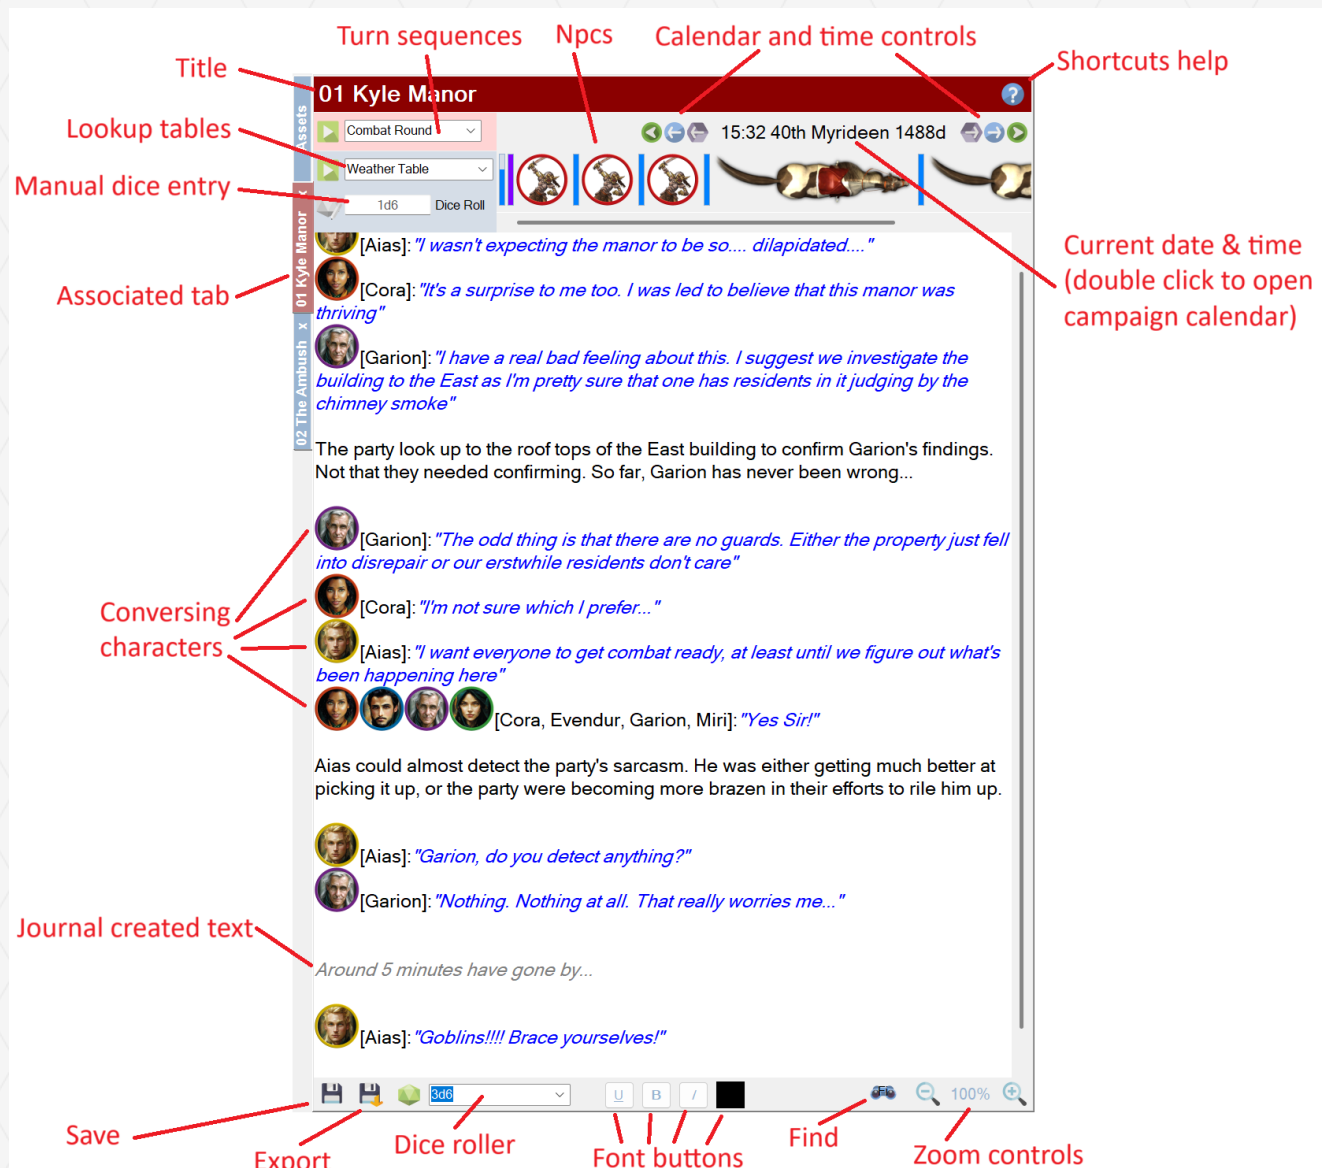 Turn sequences
Npcs
Calendar and time controls
Title
Shortcuts help
01 Kyle Manor
?
Assets
Lookup tables
Combat Round
15:32 40th Myrideen 1488d
Weather Table
Manual dice entry
1d6
Dice Roll
01 Kyle Manor x
Associated tab
02 The Ambush x
Current date & time
(double click to open
campaign calendar)
[Aias]: "I wasn't expecting the manor to be so.... dilapidated...."
[Cora]: "It's a surprise to me too. I was led to believe that this manor was
thriving"
[Garion]: "I have a real bad feeling about this. I suggest we investigate the
building to the East as I'm pretty sure that one has residents in it judging by the
chimney smoke"
The party look up to the roof tops of the East building to confirm Garion's findings.
Not that they needed confirming. So far, Garion has never been wrong...
[Garion]: "The odd thing is that there are no guards. Either the property just fell
into disrepair or our erstwhile residents don't care"
Conversing
characters
[Cora]: "I'm not sure which I prefer..."
[Aias]: "I want everyone to get combat ready, at least until we figure out what's
been happening here"
[Cora, Evendur, Garion, Miri]: "Yes Sir!"
Aias could almost detect the party's sarcasm. He was either getting much better at
picking it up, or the party were becoming more brazen in their efforts to rile him up.
[Aias]: "Garion, do you detect anything?"
[Garion]: "Nothing. Nothing at all. That really worries me..."
Journal created text
Around 5 minutes have gone by...
[Aias]: "Goblins!!!! Brace yourselves!"
3d6
U
B
I
100%
Save
Export
Dice roller
Font buttons
Find
Zoom controls